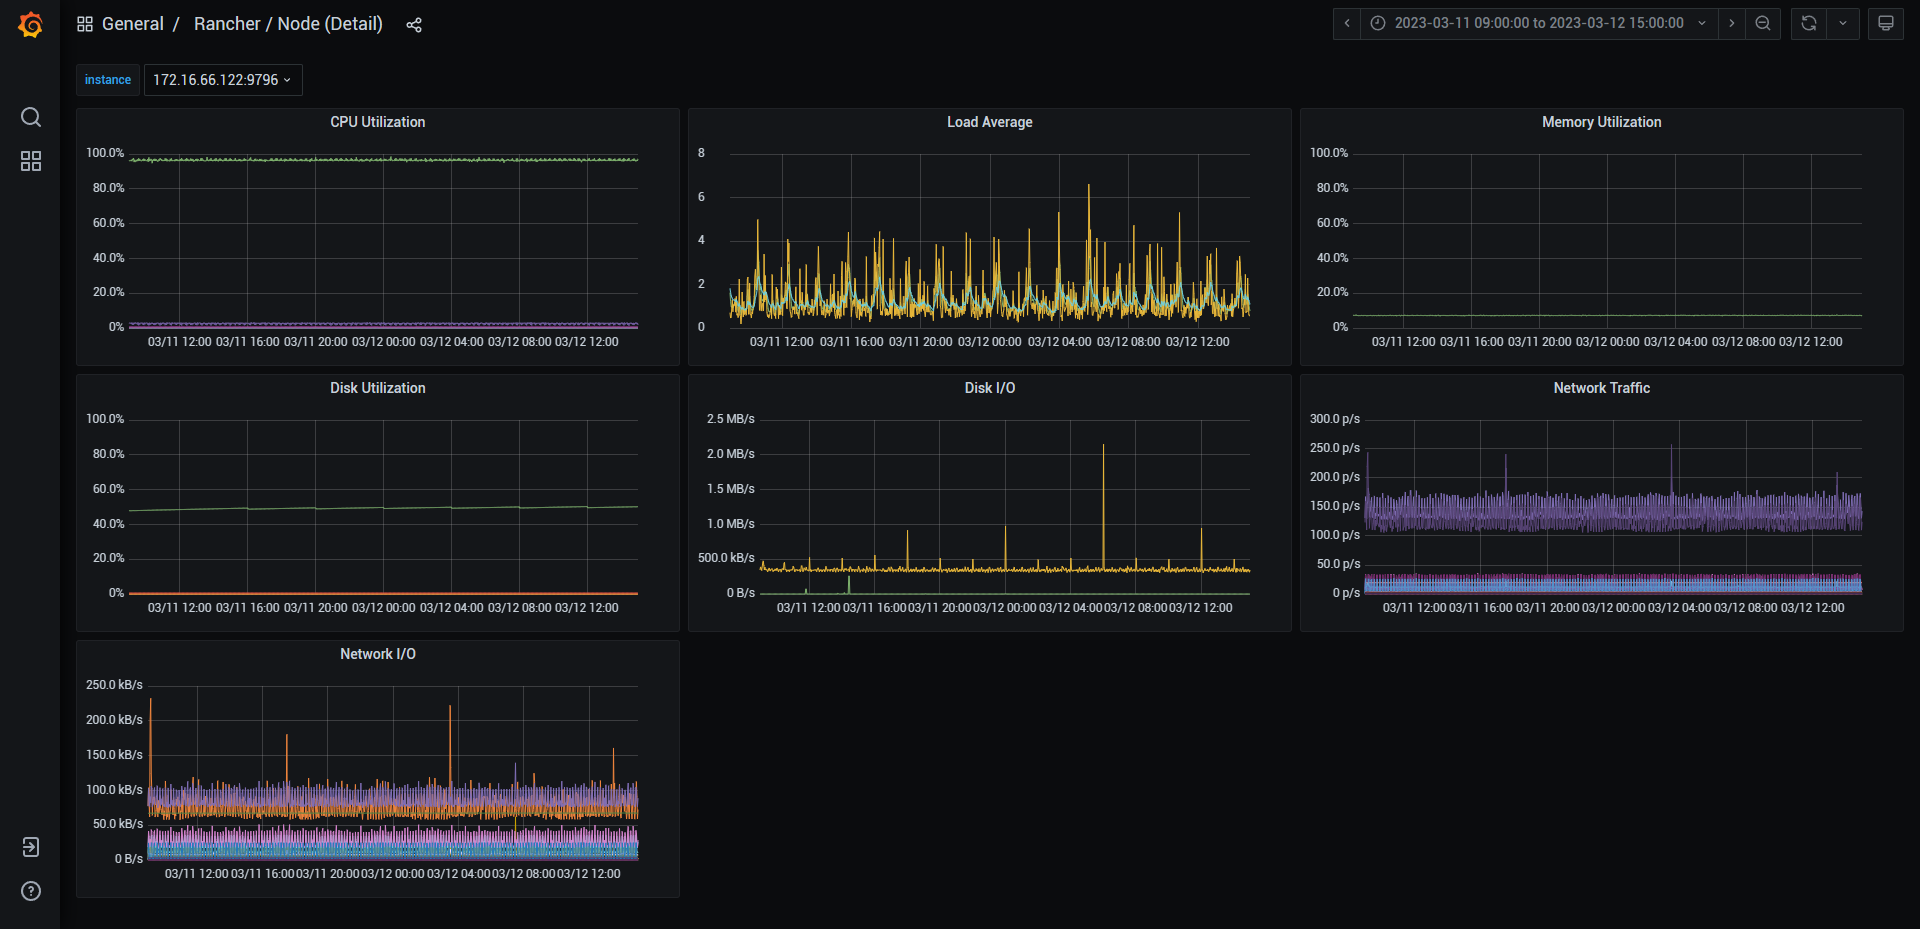 General / Rancher / Node (Detail)
2023-03-11 09:00:00 to 2023-03-12 15:00:00
instance 172.16.66.122:9796
CPU Utilization
100.0%
80.0%
60.0%
40.0%
20.0%
0%
03/11 12:00 03/11 16:00 03/11 20:00 03/12 00:00 03/12 04:00 03/12 08:00 03/12 12:00
Load Average
8
6
4
2
0
03/11 12:00 03/11 16:00 03/11 20:00 03/12 00:00 03/12 04:00 03/12 08:00 03/12 12:00
Memory Utilization
100.0%
80.0%
60.0%
40.0%
20.0%
0%
03/11 12:00 03/11 16:00 03/11 20:00 03/12 00:00 03/12 04:00 03/12 08:00 03/12 12:00
Disk Utilization
100.0%
80.0%
60.0%
40.0%
20.0%
0%
03/11 12:00 03/11 16:00 03/11 20:00 03/12 00:00 03/12 04:00 03/12 08:00 03/12 12:00
Disk I/O
2.5 MB/s
2.0 MB/s
1.5 MB/s
1.0 MB/s
500.0 kB/s
0 B/s
03/11 12:00 03/11 16:00 03/11 20:00 03/12 00:00 03/12 04:00 03/12 08:00 03/12 12:00
Network Traffic
300.0 p/s
250.0 p/s
200.0 p/s
150.0 p/s
100.0 p/s
50.0 p/s
0 p/s
03/11 12:00 03/11 16:00 03/11 20:00 03/12 00:00 03/12 04:00 03/12 08:00 03/12 12:00
Network I/O
250.0 kB/s
200.0 kB/s
150.0 kB/s
100.0 kB/s
50.0 kB/s
0 B/s
03/11 12:00 03/11 16:00 03/11 20:00 03/12 00:00 03/12 04:00 03/12 08:00 03/12 12:00